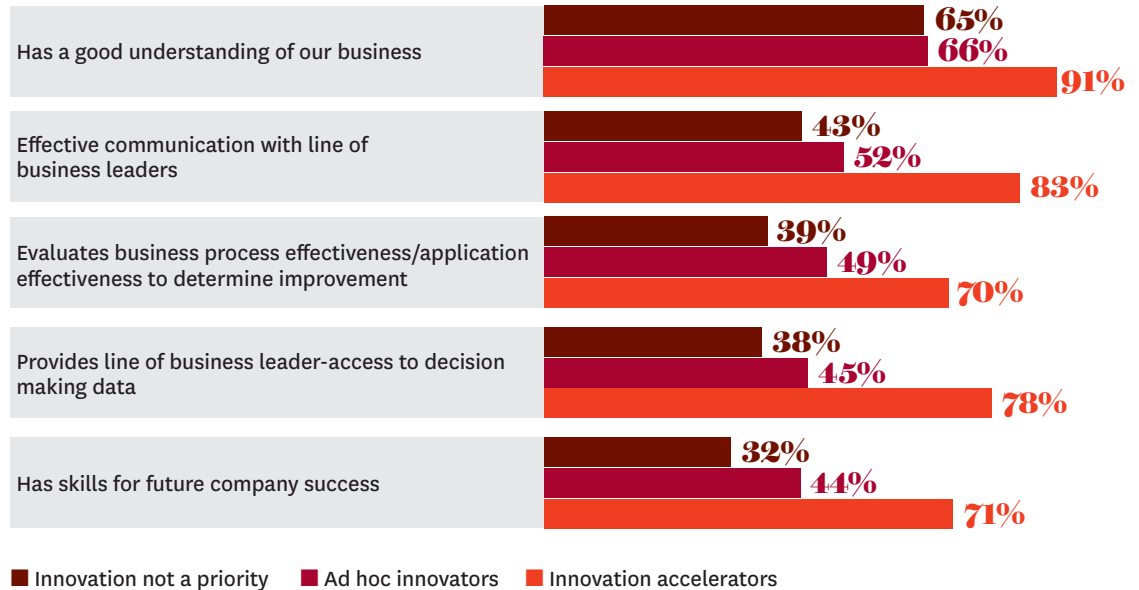 65%
Has a good understanding of our business
66%
91%
43%
Effective communication with line of
business leaders
52%
83%
39%
Evaluates business process effectiveness/application
effectiveness to determine improvement
49%
70%
38%
Provides line of business leader-access to decision
making data
45%
78%
32%
Has skills for future company success
44%
71%
Innovation not a priority Ad hoc innovators Innovation accelerators